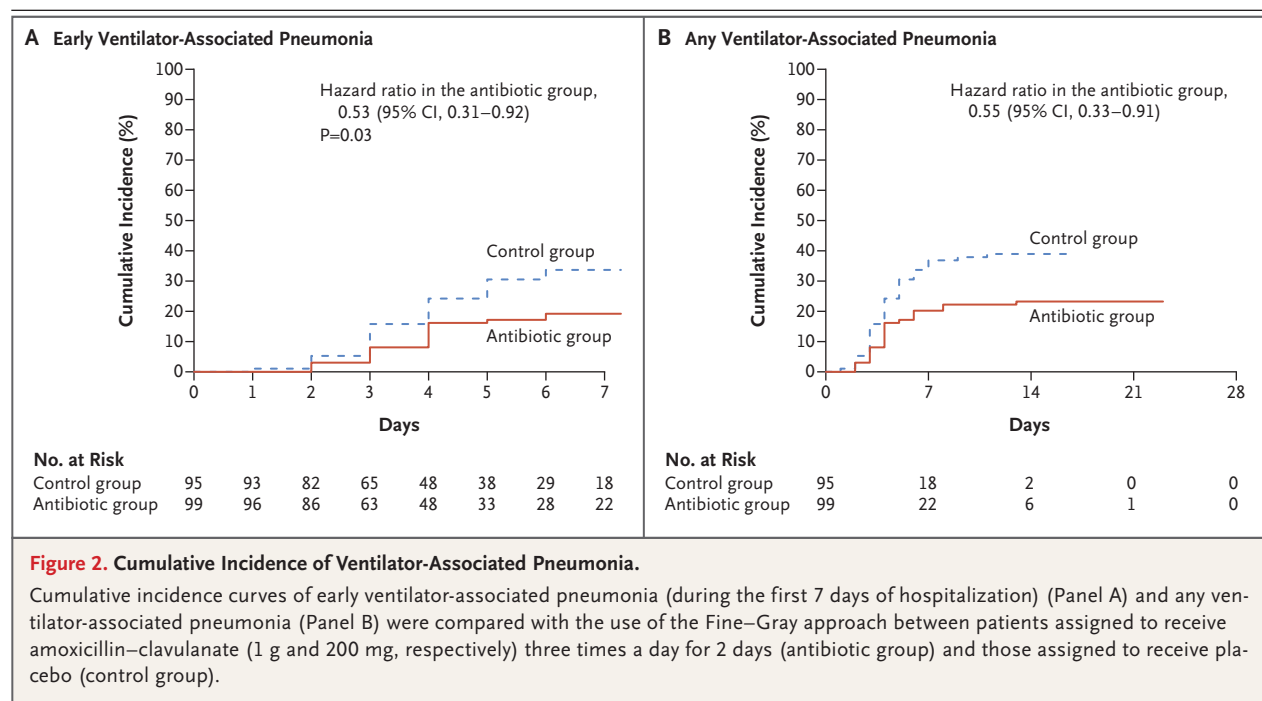 A Early Ventilator-Associated Pneumonia
100
90
80
70
60
50
40
30
20
10
0
Cumulative Incidence (%)
Hazard ratio in the antibiotic group,
0.53 (95% CI, 0.31–0.92)
P=0.03
Control group
Antibiotic group
0 1 2 3 4 5 6 7
Days
No. at Risk
Control group 95 93 82 65 48 38 29 18
Antibiotic group 99 96 86 63 48 33 28 22
B Any Ventilator-Associated Pneumonia
100
90
80
70
60
50
40
30
20
10
0
Cumulative Incidence (%)
Hazard ratio in the antibiotic group,
0.55 (95% CI, 0.33–0.91)
Control group
Antibiotic group
0 7 14 21 28
Days
No. at Risk
Control group 95 18 2 0 0
Antibiotic group 99 22 6 1 0
Figure 2. Cumulative Incidence of Ventilator-Associated Pneumonia.
Cumulative incidence curves of early ventilator-associated pneumonia (during the first 7 days of hospitalization) (Panel A) and any ven-
tilator-associated pneumonia (Panel B) were compared with the use of the Fine–Gray approach between patients assigned to receive
amoxicillin–clavulanate (1 g and 200 mg, respectively) three times a day for 2 days (antibiotic group) and those assigned to receive pla-
cebo (control group).